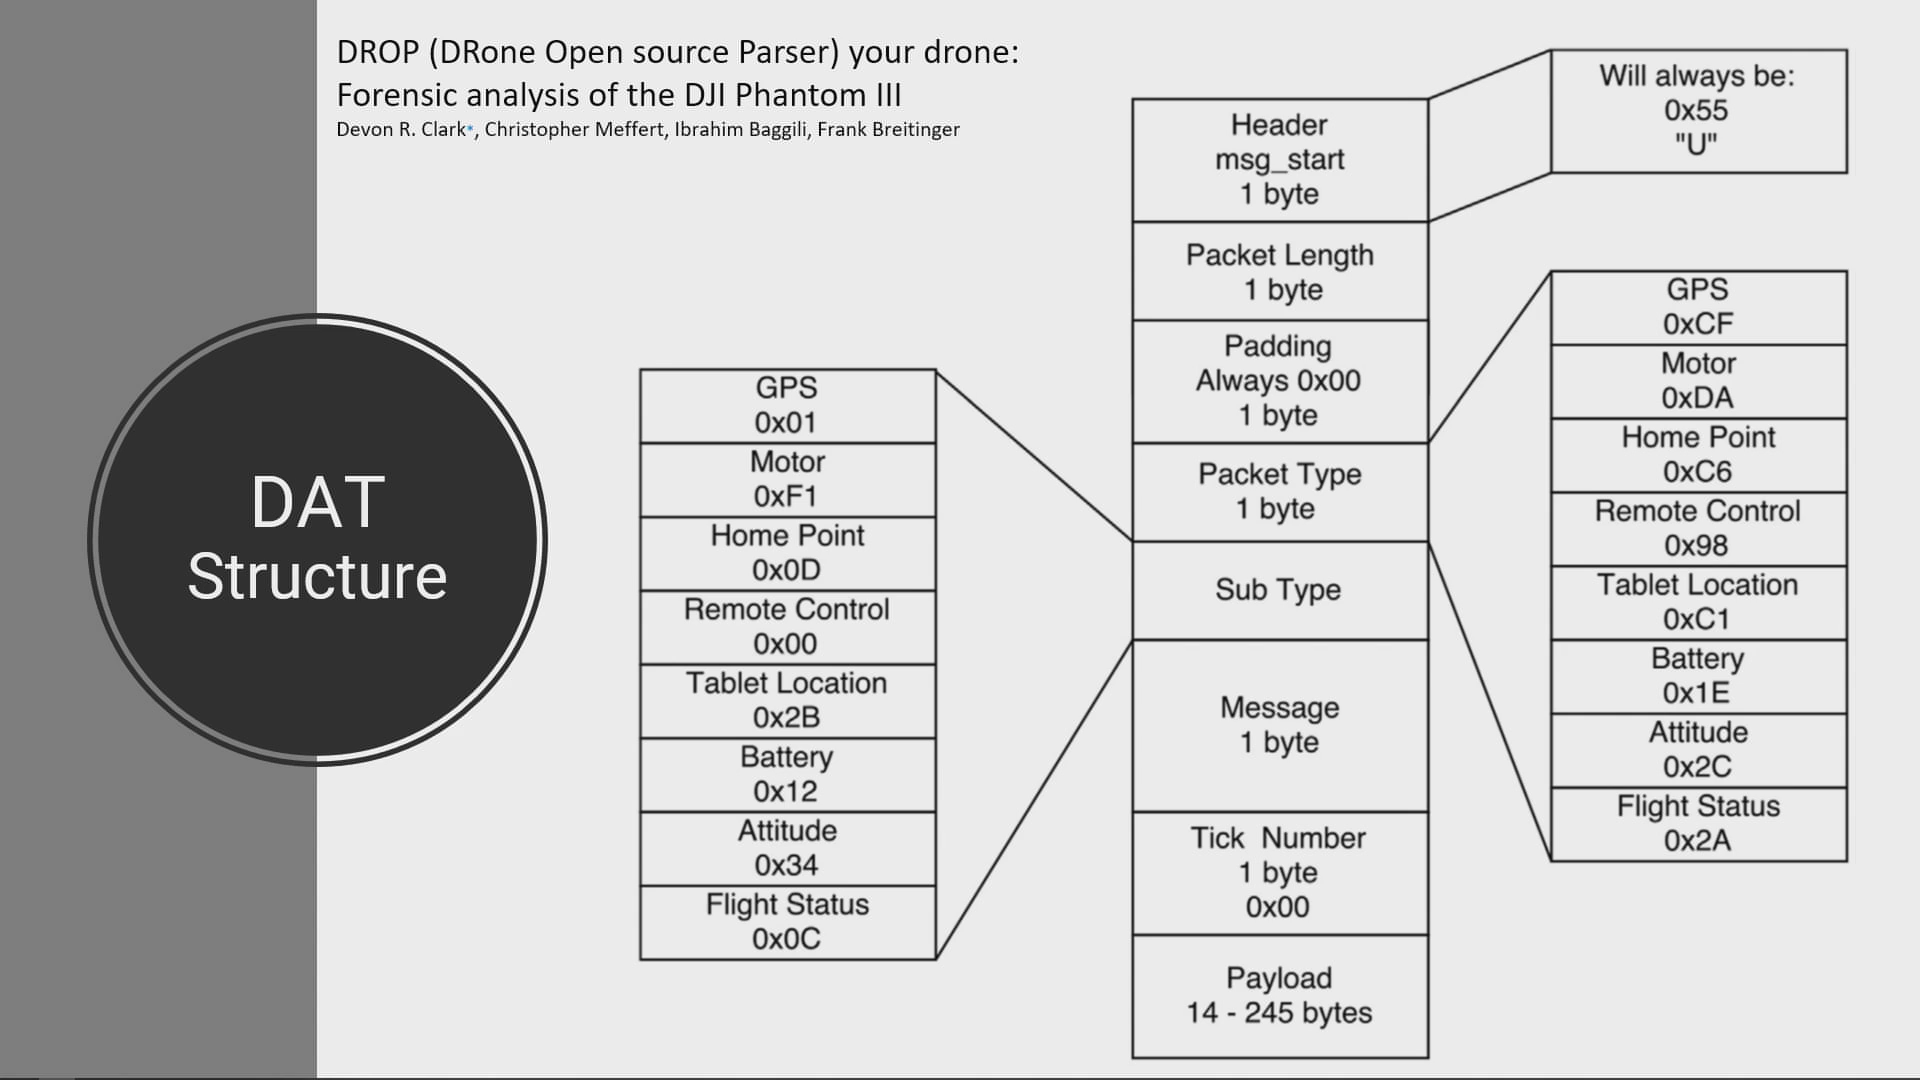 DROP (DRone Open source Parser) your drone:
Forensic analysis of the DJI Phantom III
Devon R. Clark*, Christopher Meffert, Ibrahim Baggili, Frank Breitinger
DAT
Structure
GPS
0x01
Motor
0xF1
Home Point
0x0D
Remote Control
0x00
Tablet Location
0x2B
Battery
0x12
Attitude
0x34
Flight Status
0x0C
Header
msg_start
1 byte
Packet Length
1 byte
Padding
Always 0x00
1 byte
Packet Type
1 byte
Sub Type
Message
1 byte
Tick Number
1 byte
0x00
Payload
14 - 245 bytes
Will always be:
0x55
"U"
GPS
0xCF
Motor
0xDA
Home Point
0xC6
Remote Control
0x98
Tablet Location
0xC1
Battery
0x1E
Attitude
0x2C
Flight Status
0x2A